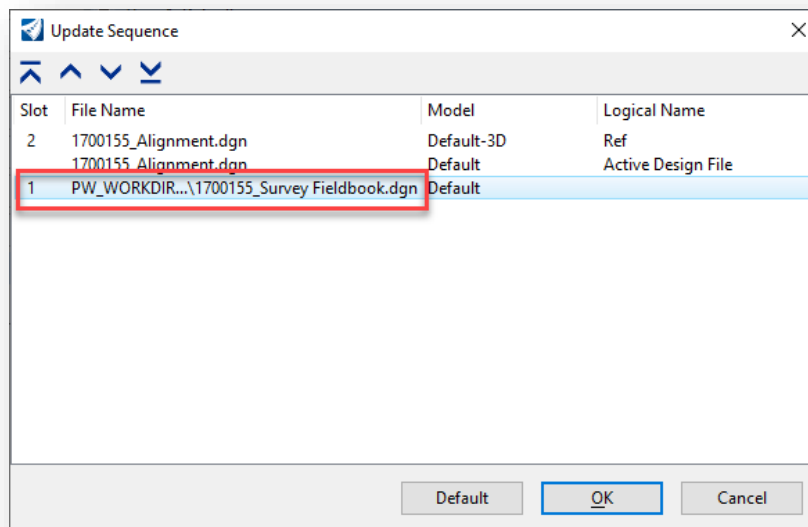 Update Sequence
Slot File Name Model Logical Name
2 1700155_Alignment.dgn Default-3D Ref
1700155_Alignment.dgn Default Active Design File
1 PW_WORKDIR...\1700155_Survey Fieldbook.dgn Default
Default OK Cancel